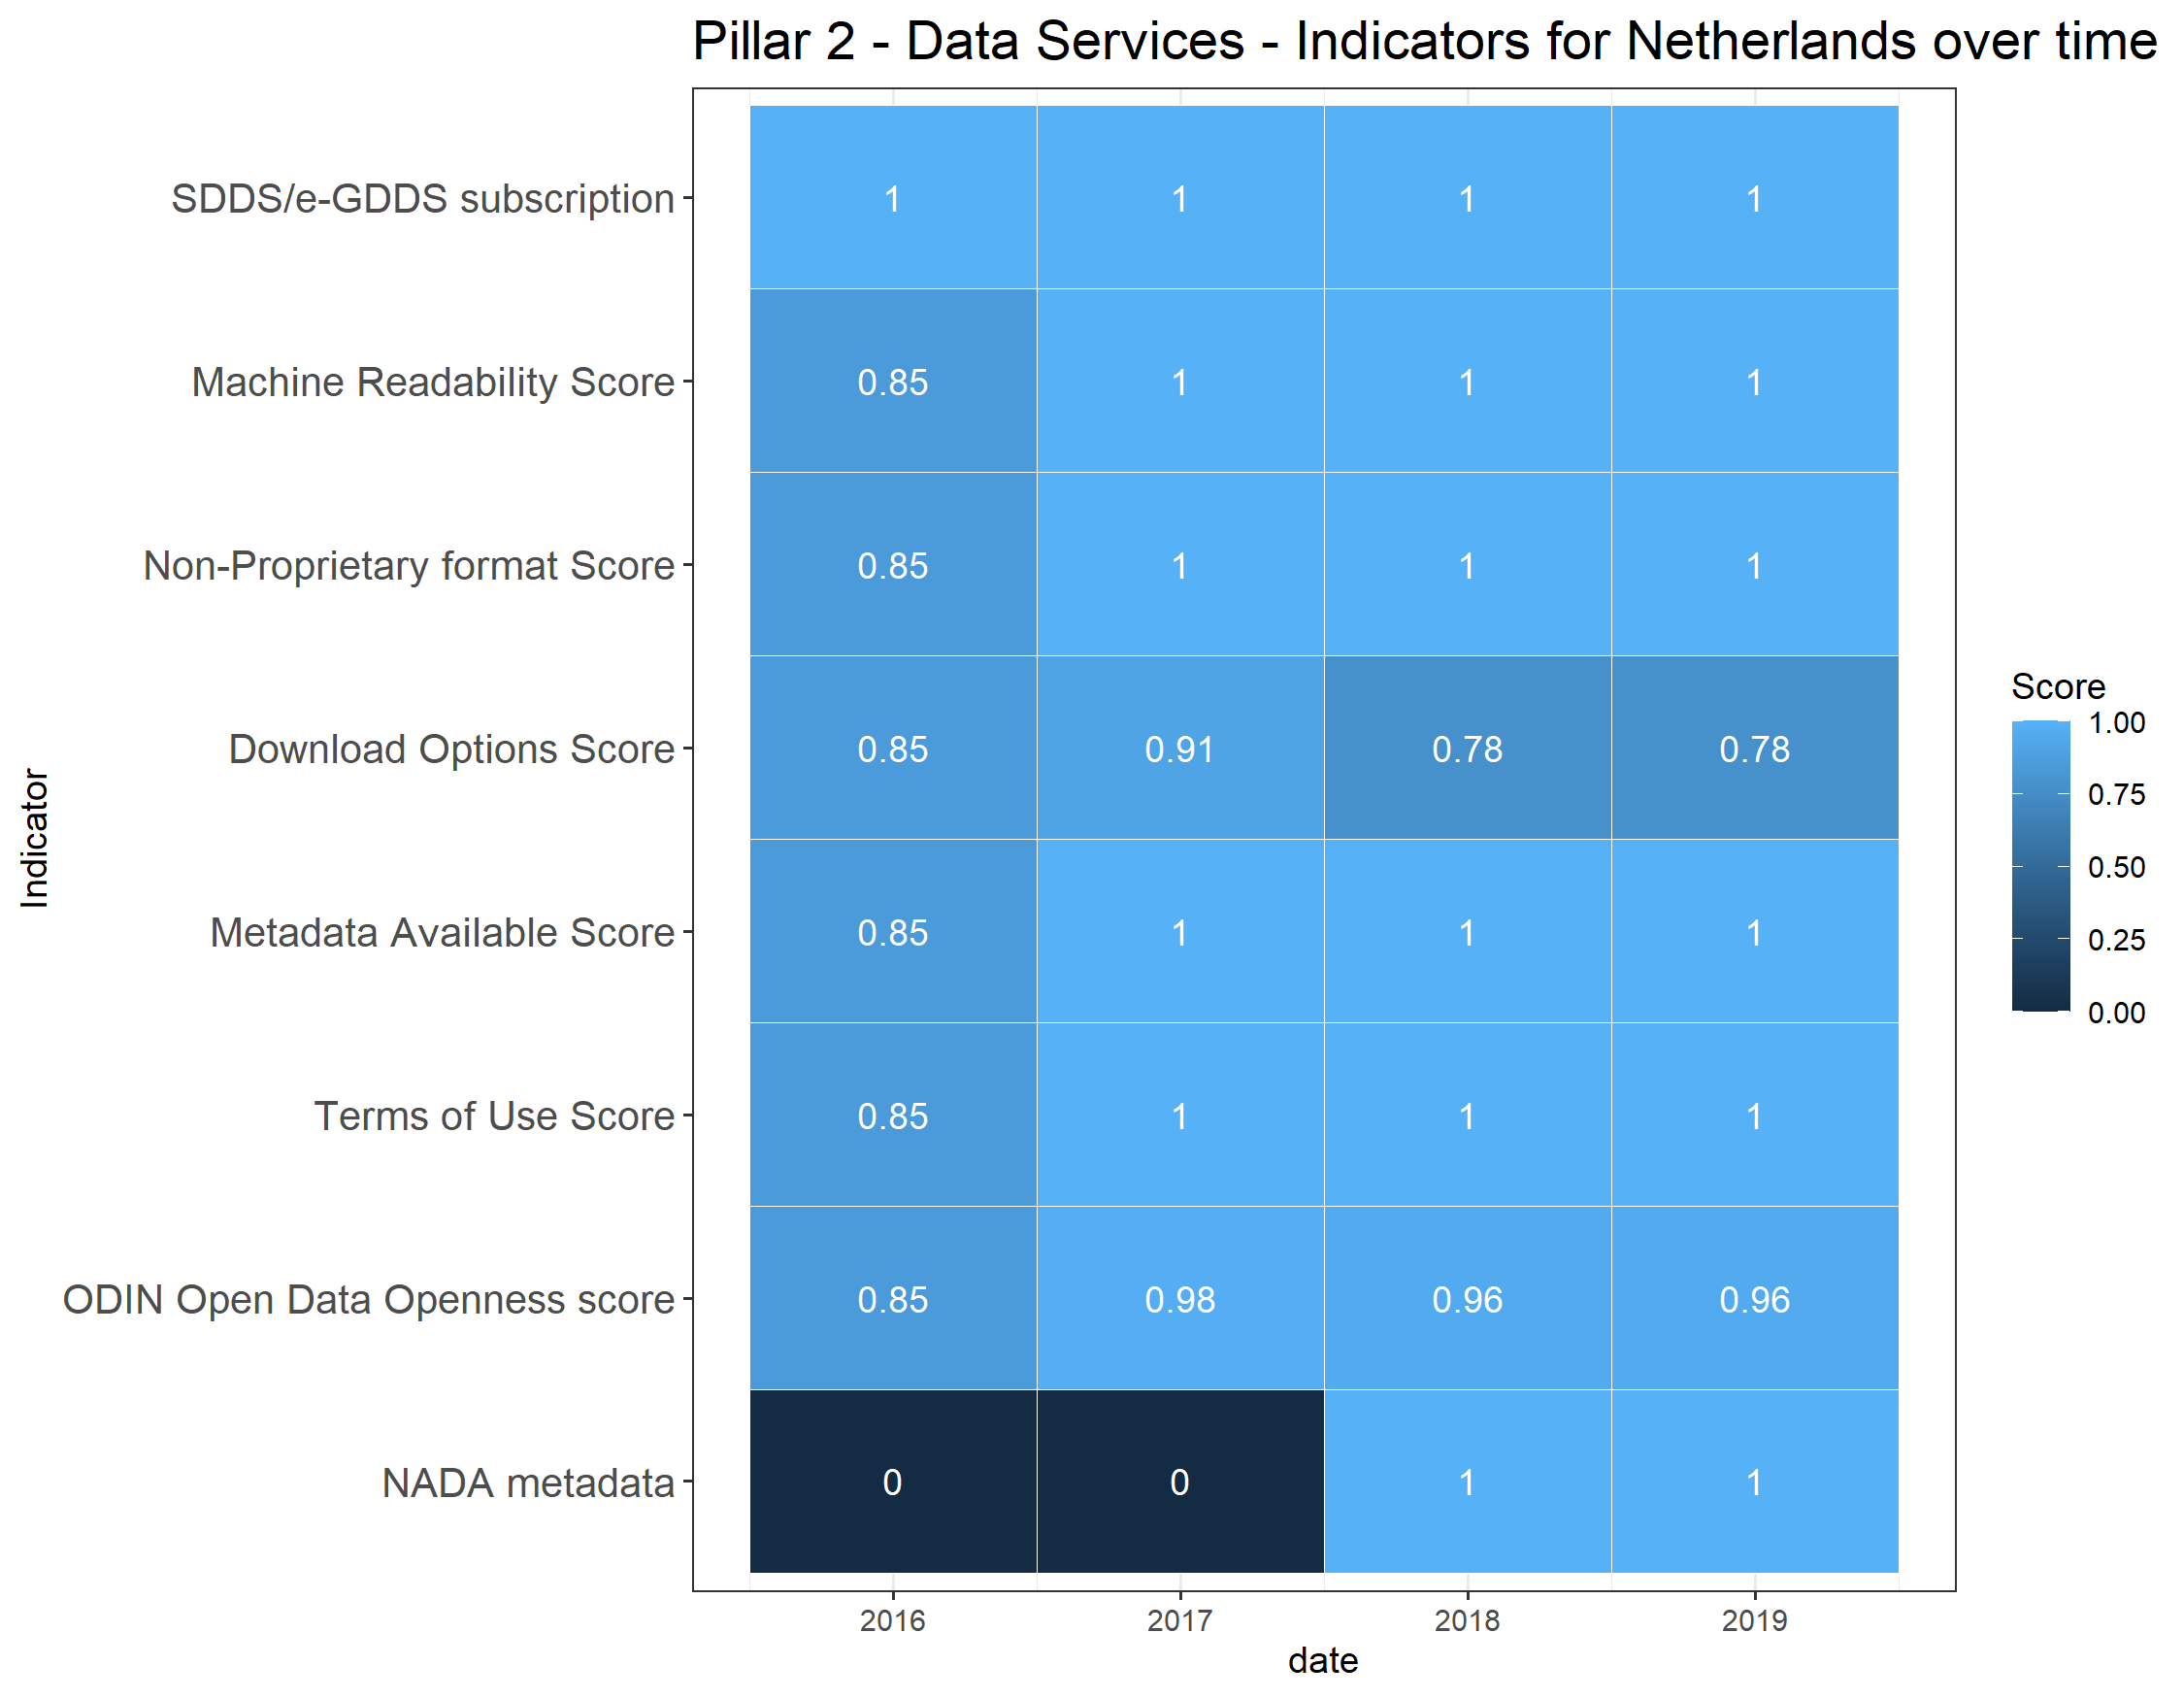 Pillar 2 - Data Services - Indicators for Netherlands over time
Indicator
SDDS/e-GDDS subscription 1 1 1 1
Machine Readability Score 0.85 1 1 1
Non-Proprietary format Score 0.85 1 1 1
Download Options Score 0.85 0.91 0.78 0.78
Metadata Available Score 0.85 1 1 1
Terms of Use Score 0.85 1 1 1
ODIN Open Data Openness score 0.85 0.98 0.96 0.96
NADA metadata 0 0 1 1
2016 2017 2018 2019
date
Score
1.00
0.75
0.50
0.25
0.00